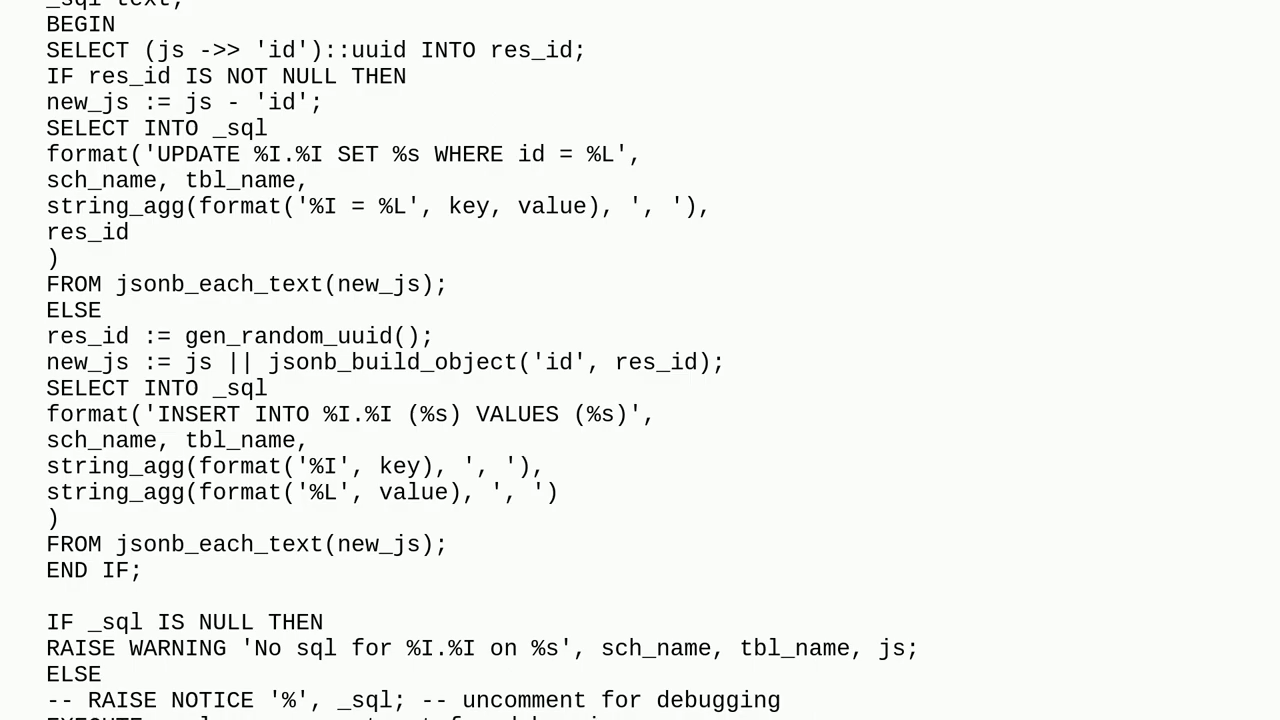 _sql text;
BEGIN
SELECT (js ->> 'id')::uuid INTO res_id;
IF res_id IS NOT NULL THEN
new_js := js - 'id';
SELECT INTO _sql
format('UPDATE %I.%I SET %s WHERE id = %L',
sch_name, tbl_name,
string_agg(format('%I = %L', key, value), ', '),
res_id
)
FROM jsonb_each_text(new_js);
ELSE
res_id := gen_random_uuid();
new_js := js || jsonb_build_object('id', res_id);
SELECT INTO _sql
format('INSERT INTO %I.%I (%s) VALUES (%s)',
sch_name, tbl_name,
string_agg(format('%I', key), ', '),
string_agg(format('%L', value), ', ')
)
FROM jsonb_each_text(new_js);
END IF;

IF _sql IS NULL THEN
RAISE WARNING 'No sql for %I.%I on %s', sch_name, tbl_name, js;
ELSE
-- RAISE NOTICE '%', _sql; -- uncomment for debugging